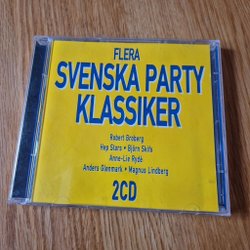 FLERA
SVENSKA PARTY
KLASSIKER
Robert Broberg
Hep Stars • Björn Skifs
Anne-Lie Rydé
Anders Glenmark • Magnus Lindberg
2CD